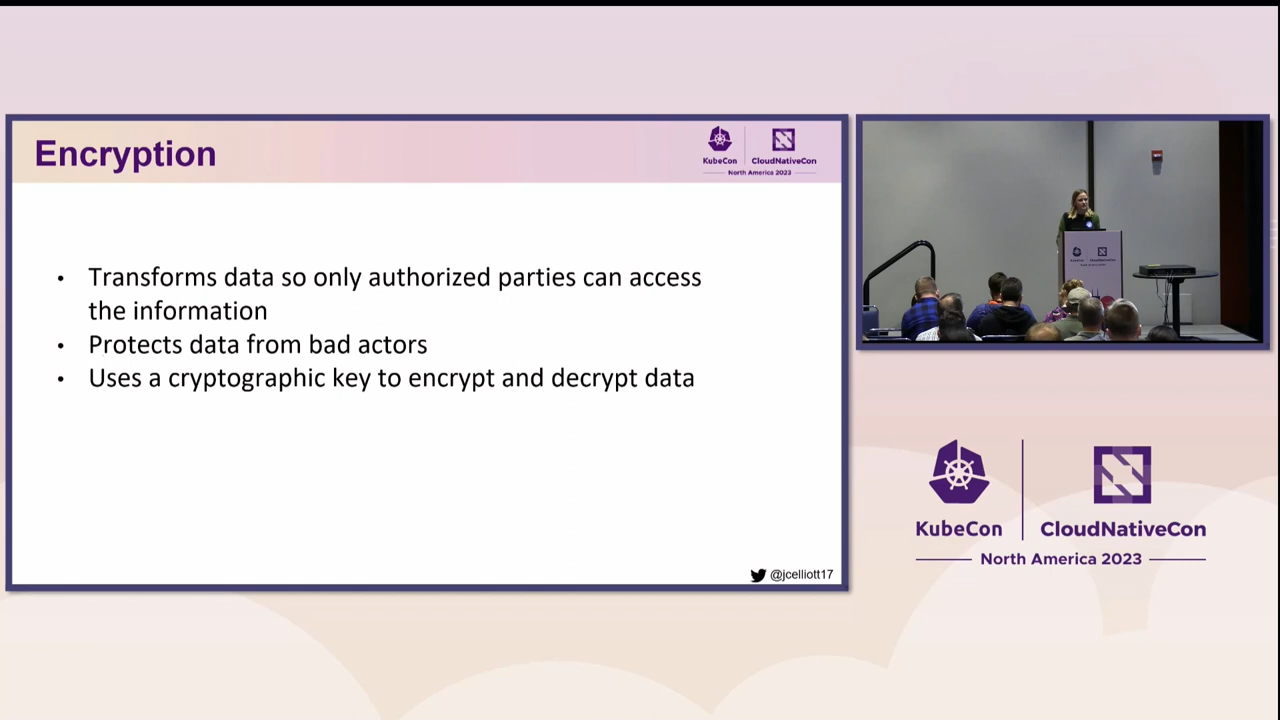 Encryption
KubeCon
CloudNativeCon
North America 2023
• Transforms data so only authorized parties can access
the information
• Protects data from bad actors
• Uses a cryptographic key to encrypt and decrypt data
@jcelliott17
KubeCon
CloudNativeCon
North America 2023